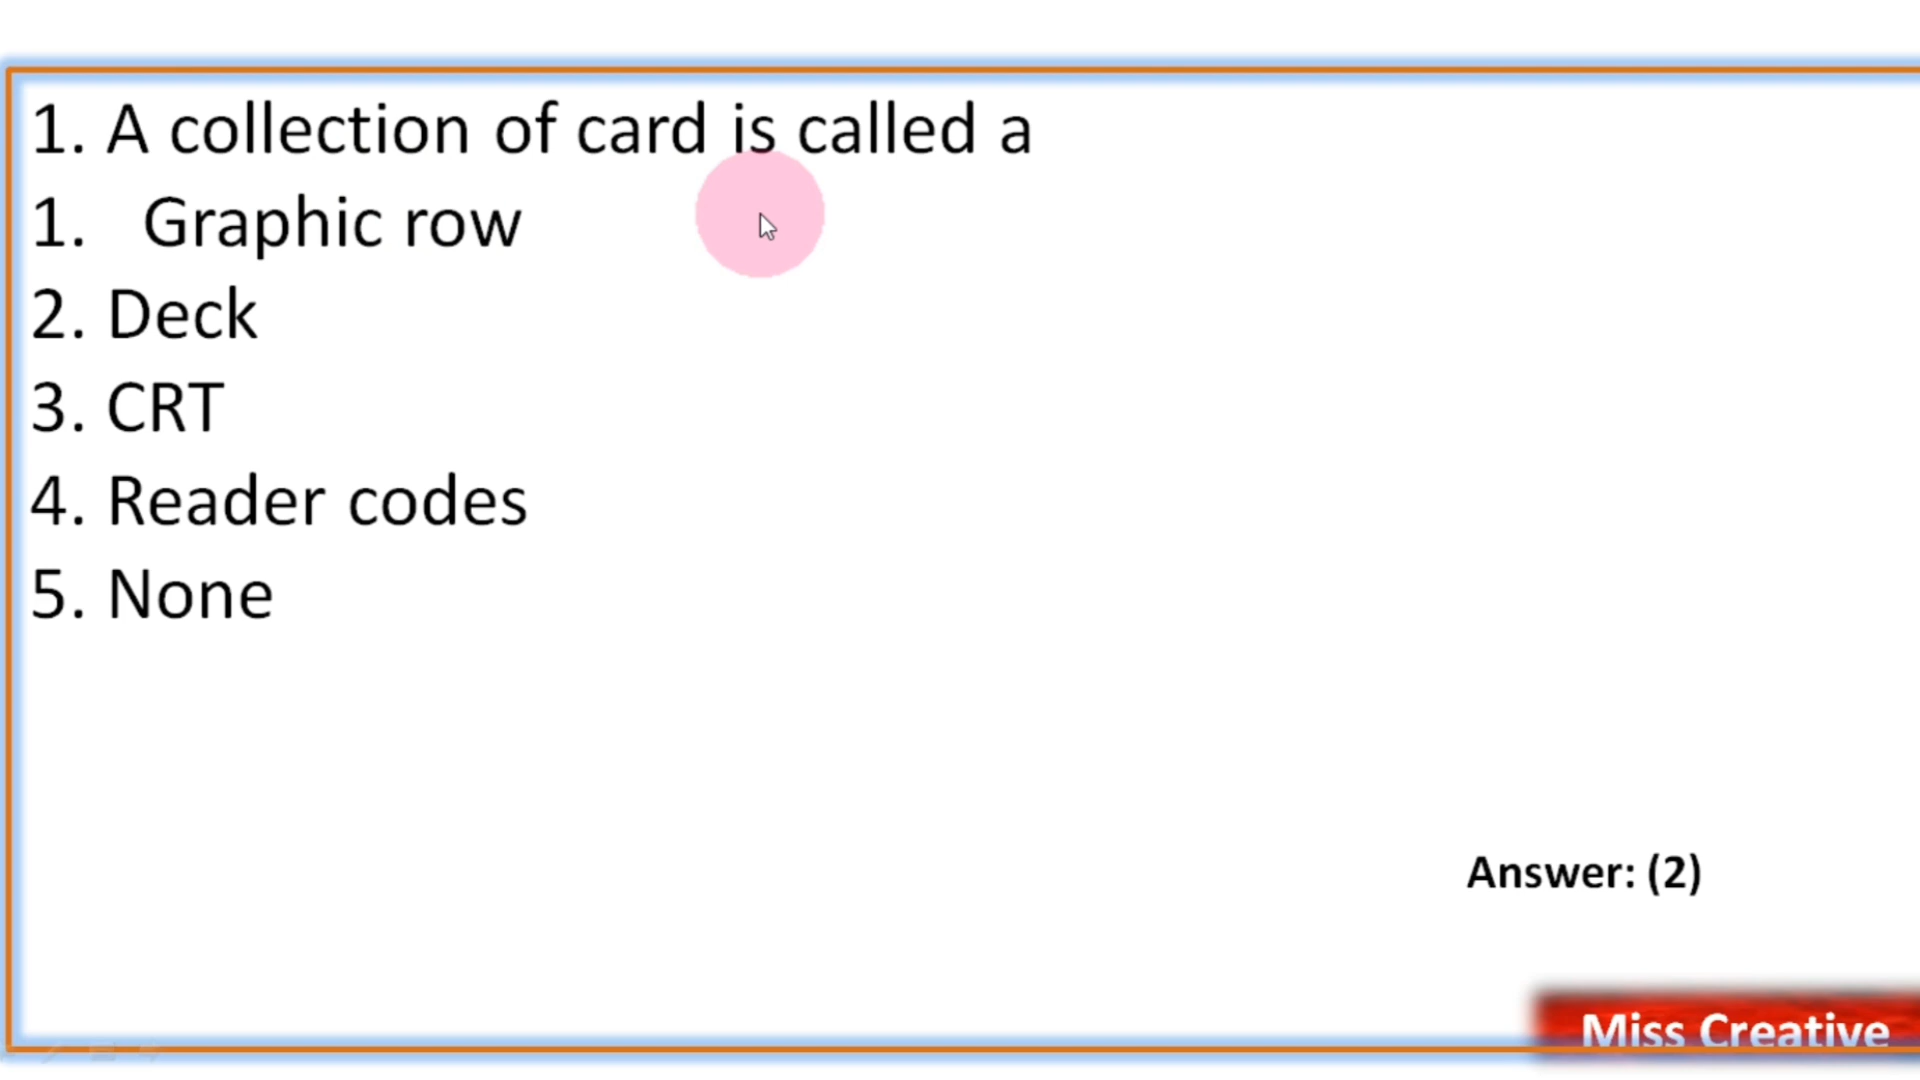 1. A collection of card is called a
1. Graphic row
2. Deck
3. CRT
4. Reader codes
5. None
Answer: (2)
Miss Creative